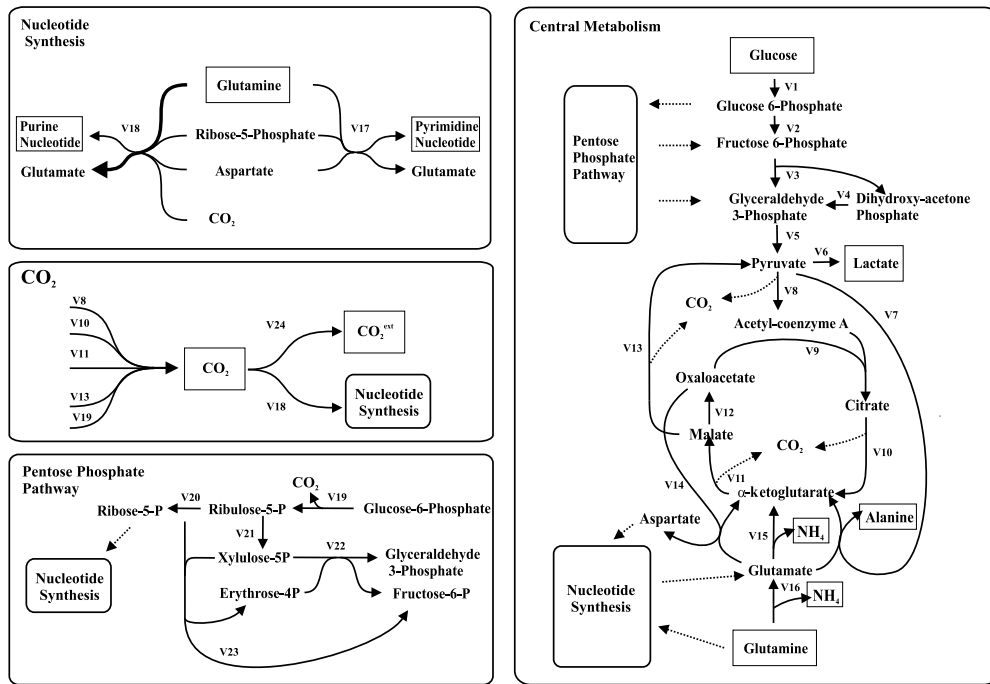 Nucleotide
Synthesis
Glutamine
Purine
Nucleotide
V18
Ribose-5-Phosphate
V17
Pyrimidine
Nucleotide
Glutamate
Aspartate
Glutamate
CO2
CO2
V8
V10
V11
V13
V19
CO2
V24
CO2ext
V18
Nucleotide
Synthesis
Pentose Phosphate
Pathway
CO2
Ribose-5-P
V20
Ribulose-5-P
V19
Glucose-6-Phosphate
V21
Xylulose-5P
V22
Glyceraldehyde
3-Phosphate
Nucleotide
Synthesis
Erythrose-4P
Fructose-6-P
V23
Central Metabolism
Glucose
V1
Glucose 6-Phosphate
V2
Fructose 6-Phosphate
Pentose
Phosphate
Pathway
V3
V4
Glyceraldehyde
3-Phosphate
Dihydroxy-acetone
Phosphate
V5
Pyruvate
V6
Lactate
V8
CO2
V7
Acetyl-coenzyme A
V13
V9
Oxaloacetate
Citrate
V12
Malate
CO2
V10
V11
V14
α-ketoglutarate
Aspartate
V15
NH4
Alanine
Glutamate
Nucleotide
Synthesis
V16
NH4
Glutamine